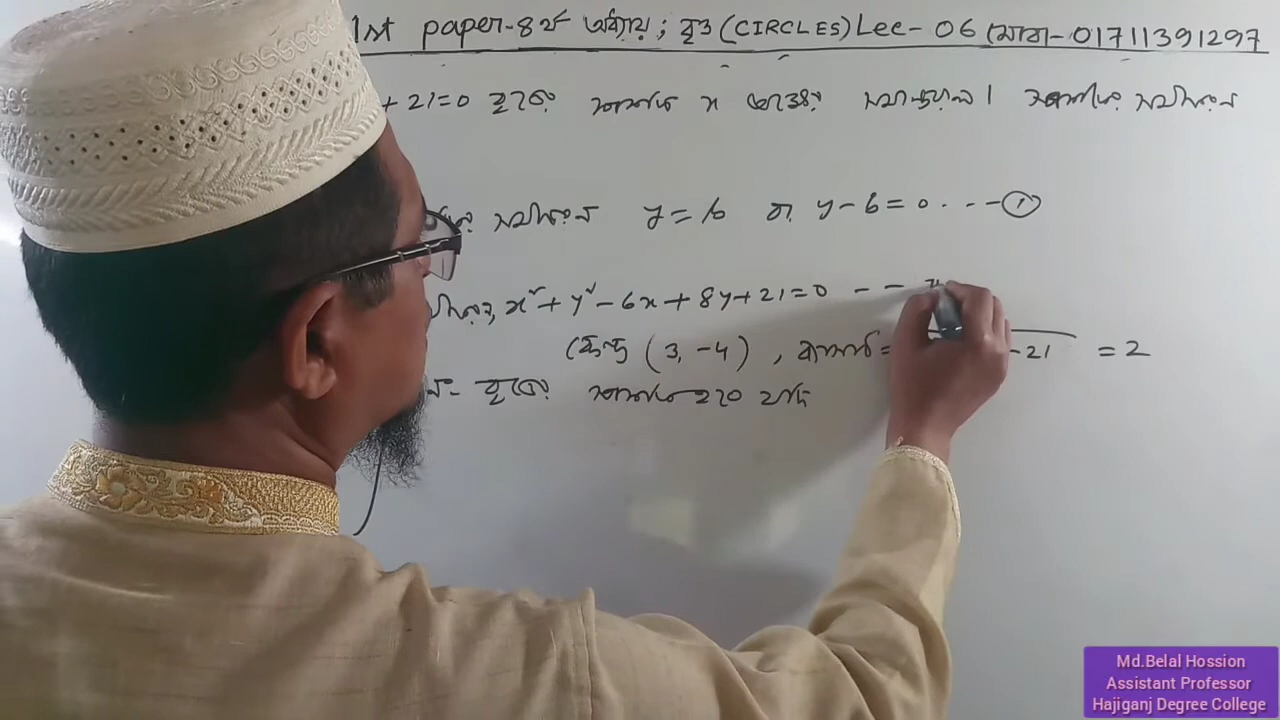 1st paper-৪র্থ অধ্যায় ; বৃত্ত (CIRCLES) Lec-06 মোবা-01711391297
+ 21=0 বৃত্তের স্পর্শক x অক্ষের সমান্তরাল। স্পর্শকের সমীকরণ
সমীকরণ y = b বা, y-b=0 ... -①
x²+y²-6x+8y+21=0 - -
কেন্দ্র (3, -4) , ব্যাসার্ধ= -21 = 2
বৃত্তের স্পর্শক হবে যদি
Md.Belal Hossion
Assistant Professor
Hajiganj Degree College